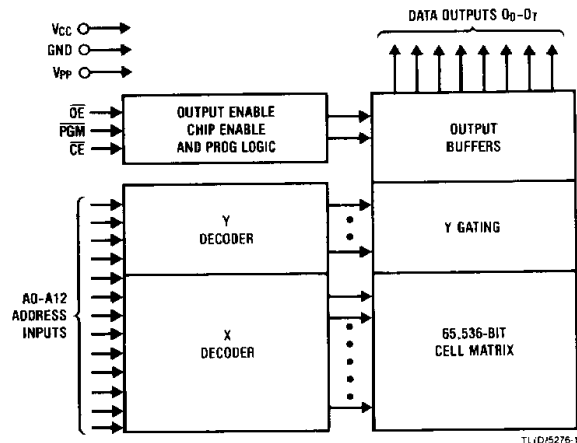 DATA OUTPUTS O0–O7
VCC
GND
VPP
OE
PGM
CE
OUTPUT ENABLE
CHIP ENABLE
AND PROG LOGIC
OUTPUT
BUFFERS
Y
DECODER
Y GATING
A0-A12
ADDRESS
INPUTS
X
DECODER
65,536-BIT
CELL MATRIX
TL/D/5276-1